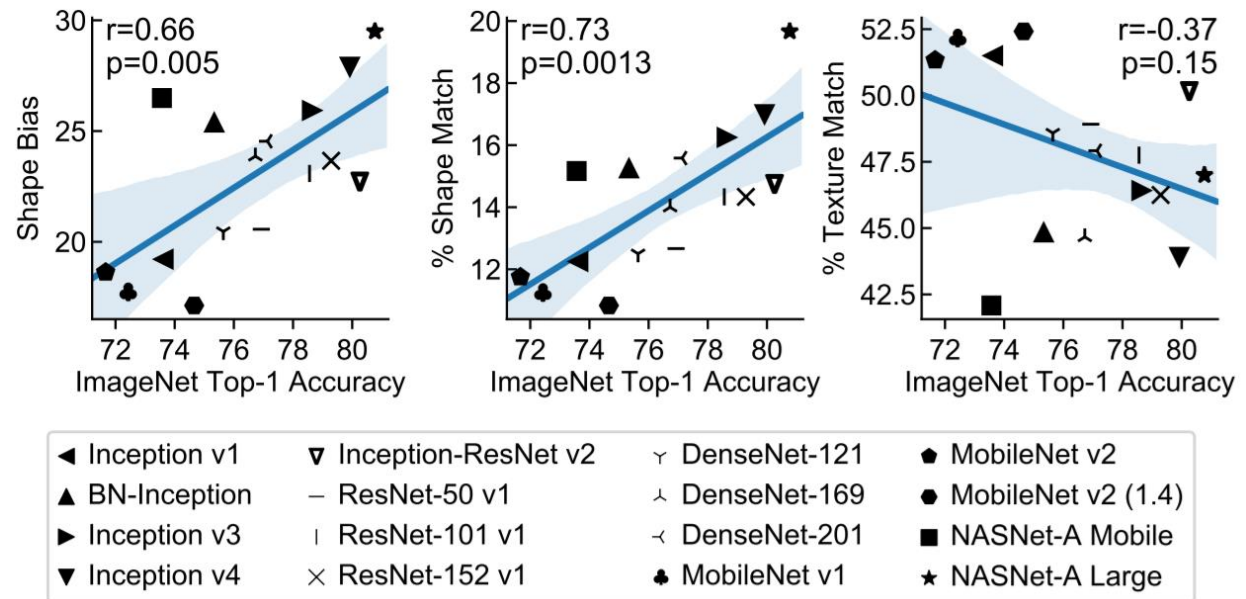 r=0.66
p=0.005
30
25
20
Shape Bias
72 74 76 78 80
ImageNet Top-1 Accuracy
r=0.73
p=0.0013
20
18
16
14
12
% Shape Match
72 74 76 78 80
ImageNet Top-1 Accuracy
r=-0.37
p=0.15
52.5
50.0
47.5
45.0
42.5
% Texture Match
72 74 76 78 80
ImageNet Top-1 Accuracy
Inception v1
BN-Inception
Inception v3
Inception v4
Inception-ResNet v2
ResNet-50 v1
ResNet-101 v1
ResNet-152 v1
DenseNet-121
DenseNet-169
DenseNet-201
MobileNet v1
MobileNet v2
MobileNet v2 (1.4)
NASNet-A Mobile
NASNet-A Large